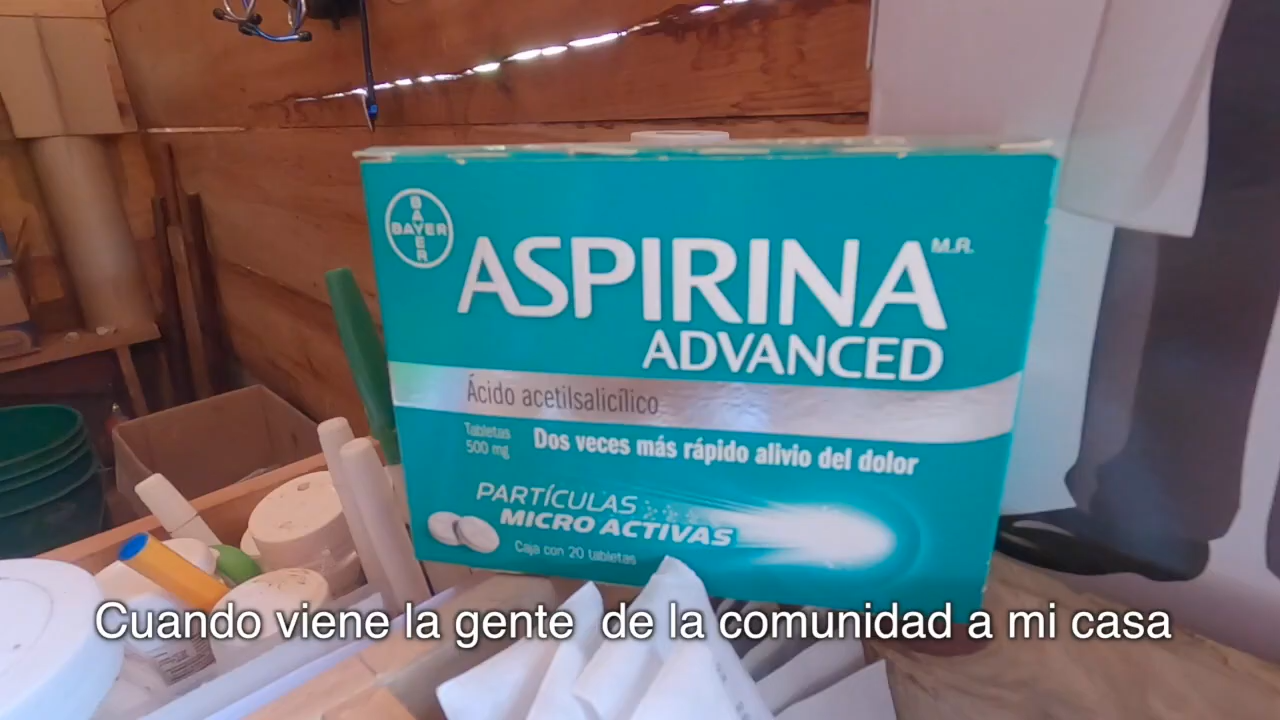 BAYER
BAYER
ASPIRINA M.R.
ADVANCED
Ácido acetilsalicílico
Tabletas
500 mg
Dos veces más rápido alivio del dolor
PARTÍCULAS
MICRO ACTIVAS
Caja con 20 tabletas
Cuando viene la gente de la comunidad a mi casa